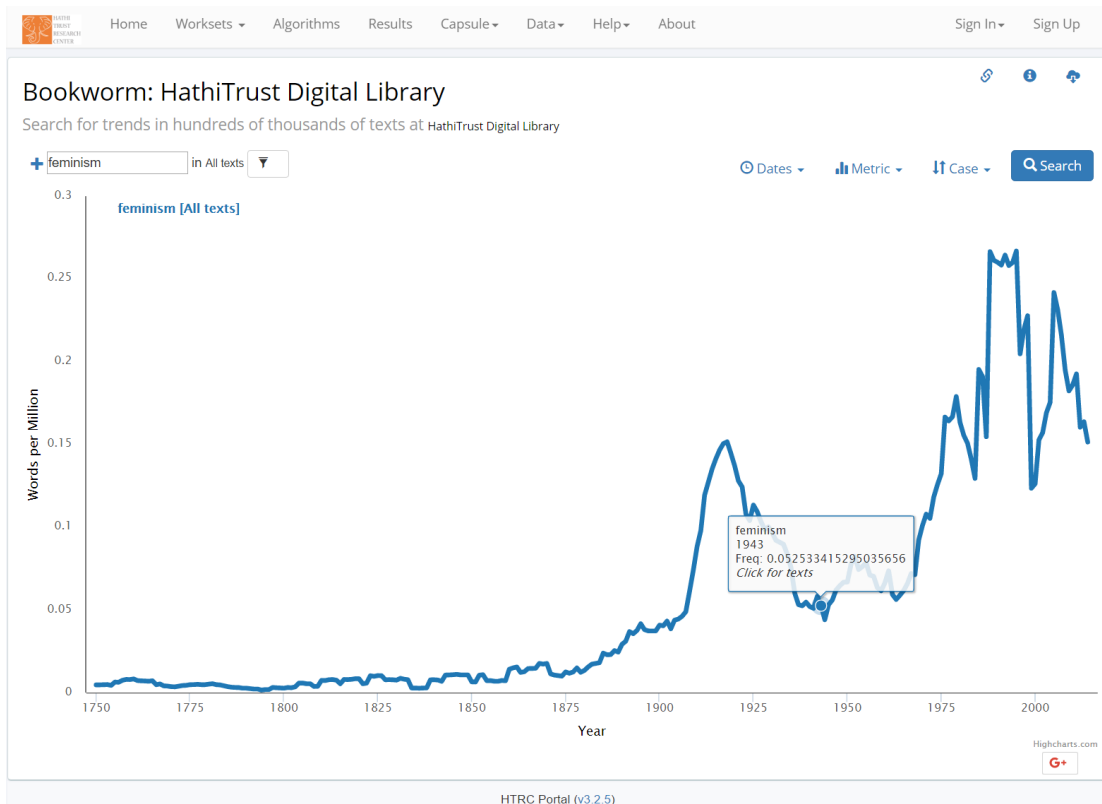 HATHI TRUST RESEARCH CENTER Home Worksets Algorithms Results Capsule Data Help About Sign In Sign Up
Bookworm: HathiTrust Digital Library
Search for trends in hundreds of thousands of texts at HathiTrust Digital Library
feminism in All texts Dates Metric Case Search
feminism [All texts]
0.3
0.25
0.2
0.15
0.1
0.05
0
Words per Million
feminism
1943
Freq: 0.052533415295035656
Click for texts
1750 1775 1800 1825 1850 1875 1900 1925 1950 1975 2000
Year
Highcharts.com
G+
HTRC Portal (v3.2.5)